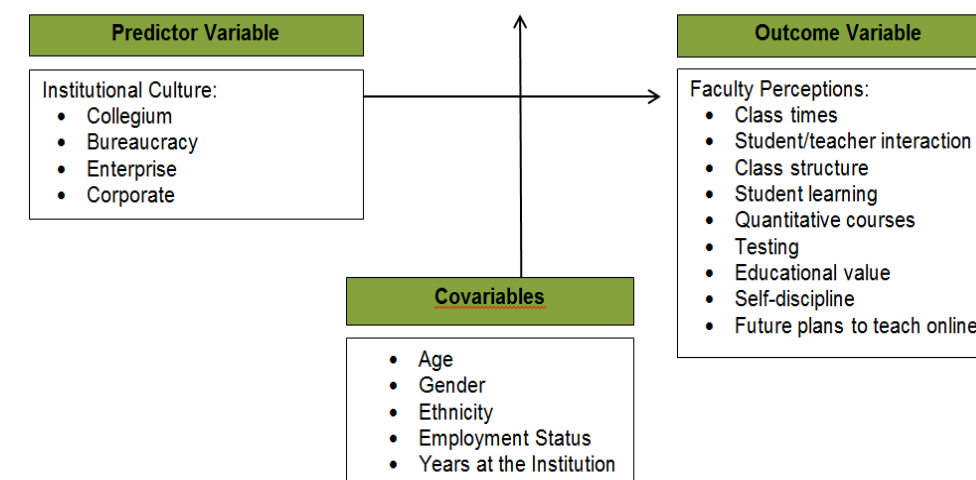 Predictor Variable
Institutional Culture:
• Collegium
• Bureaucracy
• Enterprise
• Corporate
Outcome Variable
Faculty Perceptions:
• Class times
• Student/teacher interaction
• Class structure
• Student learning
• Quantitative courses
• Testing
• Educational value
• Self-discipline
• Future plans to teach online
Covariables
• Age
• Gender
• Ethnicity
• Employment Status
• Years at the Institution